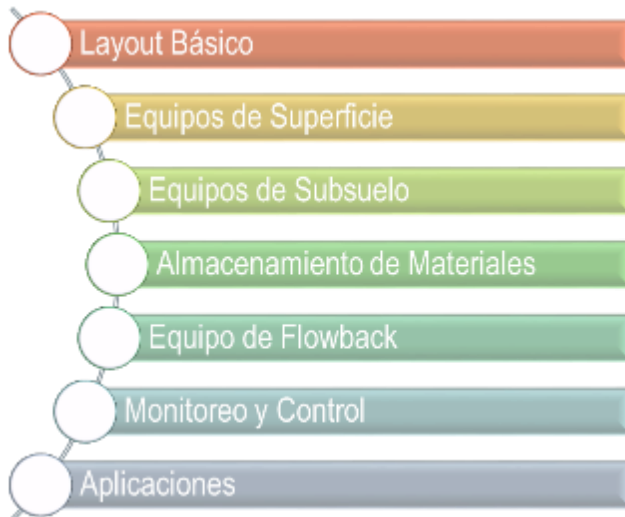 Layout Básico
Equipos de Superficie
Equipos de Subsuelo
Almacenamiento de Materiales
Equipo de Flowback
Monitoreo y Control
Aplicaciones